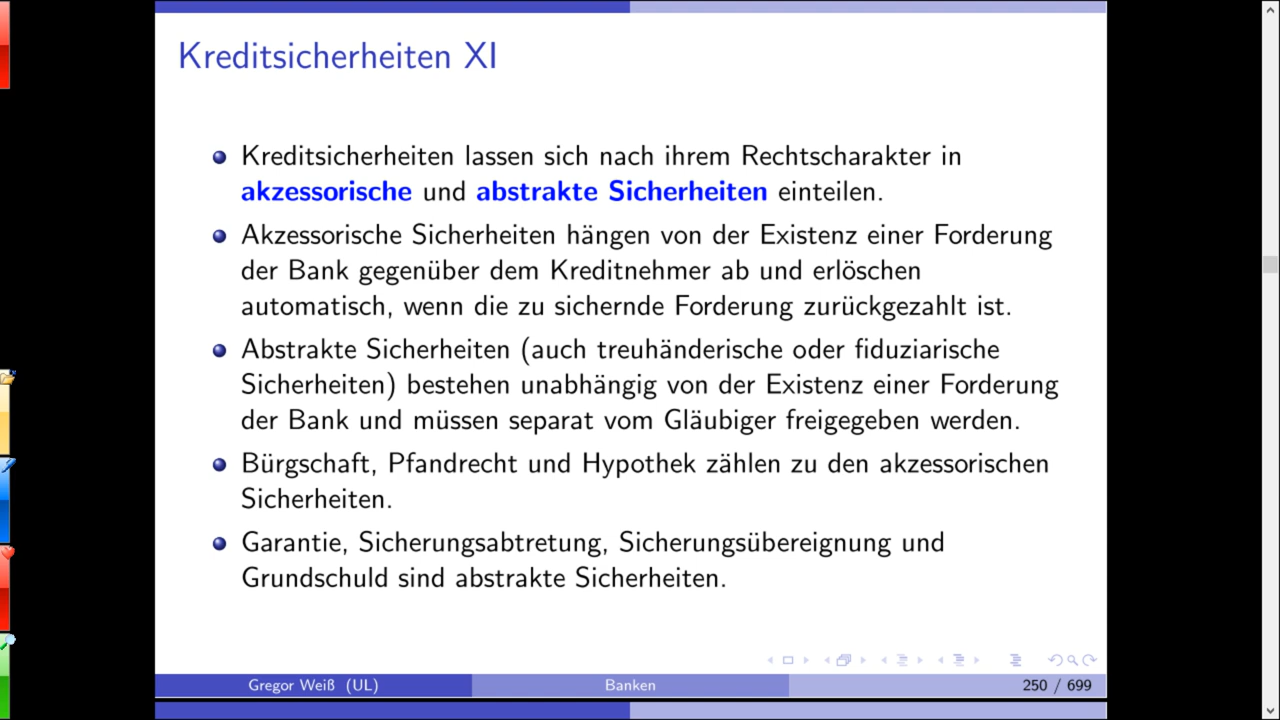 Kreditsicherheiten XI
Kreditsicherheiten lassen sich nach ihrem Rechtscharakter in
akzessorische und abstrakte Sicherheiten einteilen.
Akzessorische Sicherheiten hängen von der Existenz einer Forderung
der Bank gegenüber dem Kreditnehmer ab und erlöschen
automatisch, wenn die zu sichernde Forderung zurückgezahlt ist.
Abstrakte Sicherheiten (auch treuhänderische oder fiduziarische
Sicherheiten) bestehen unabhängig von der Existenz einer Forderung
der Bank und müssen separat vom Gläubiger freigegeben werden.
Bürgschaft, Pfandrecht und Hypothek zählen zu den akzessorischen
Sicherheiten.
Garantie, Sicherungsabtretung, Sicherungsübereignung und
Grundschuld sind abstrakte Sicherheiten.
Gregor Weiß (UL) Banken 250 / 699